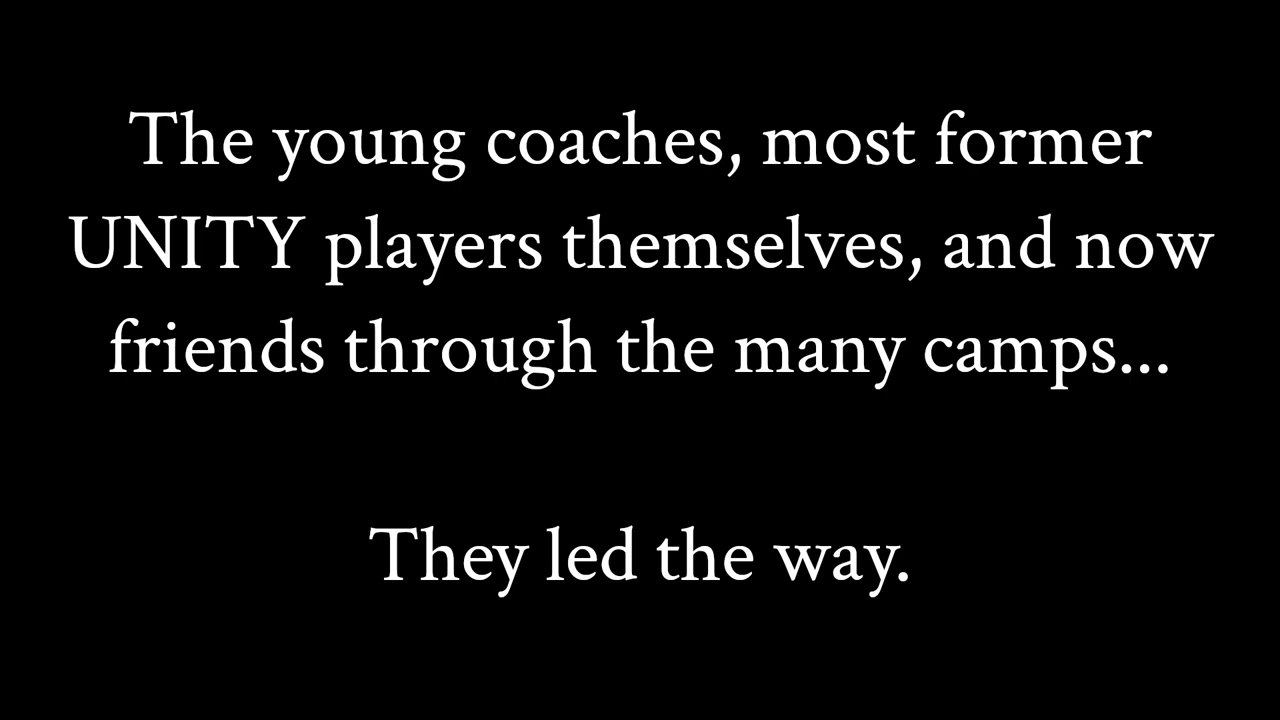 The young coaches, most former
UNITY players themselves, and now
friends through the many camps...
They led the way.